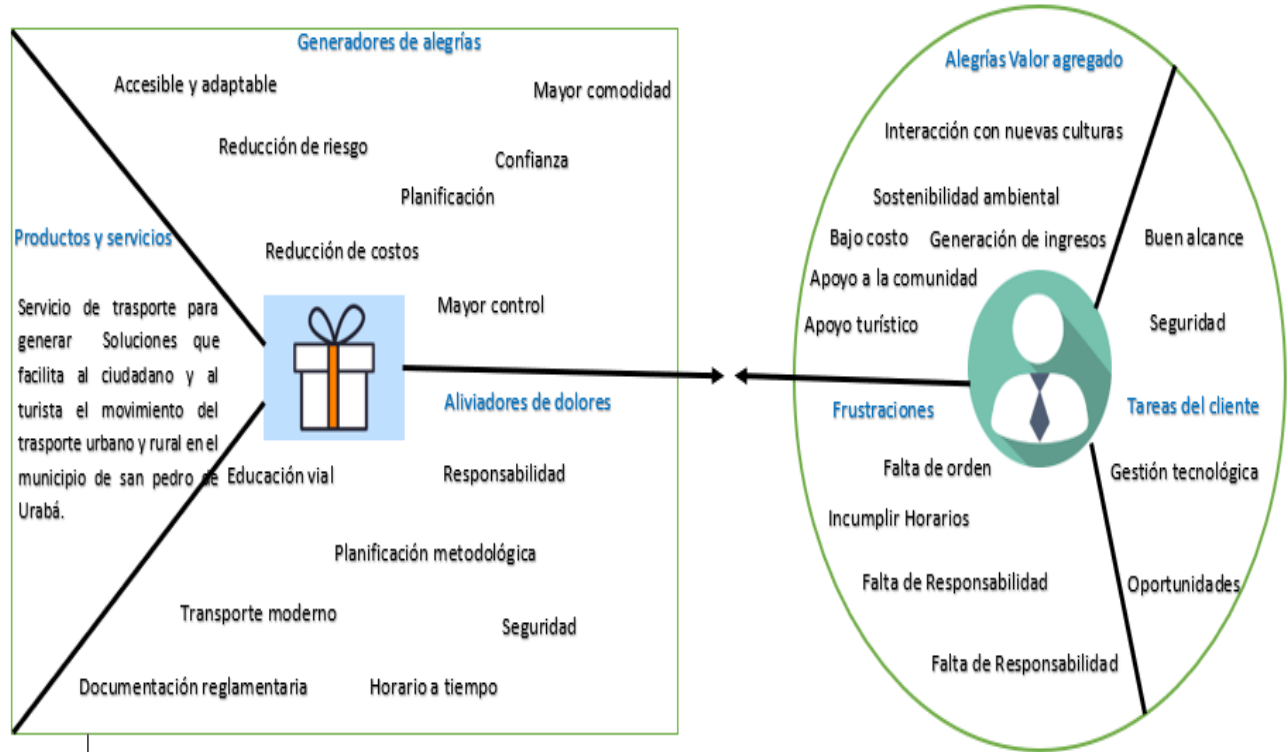 Generadores de alegrías
Accesible y adaptable
Mayor comodidad
Reducción de riesgo
Confianza
Planificación
Reducción de costos
Mayor control
Productos y servicios
Servicio de trasporte para
generar Soluciones que
facilita al ciudadano y al
turista el movimiento del
trasporte urbano y rural en el
municipio de san pedro de
Urabá.
Aliviadores de dolores
Educación vial
Responsabilidad
Planificación metodológica
Transporte moderno
Seguridad
Documentación reglamentaria
Horario a tiempo
Alegrías Valor agregado
Interacción con nuevas culturas
Sostenibilidad ambiental
Bajo costo
Generación de ingresos
Apoyo a la comunidad
Apoyo turístico
Frustraciones
Falta de orden
Incumplir Horarios
Falta de Responsabilidad
Falta de Responsabilidad
Buen alcance
Seguridad
Tareas del cliente
Gestión tecnológica
Oportunidades